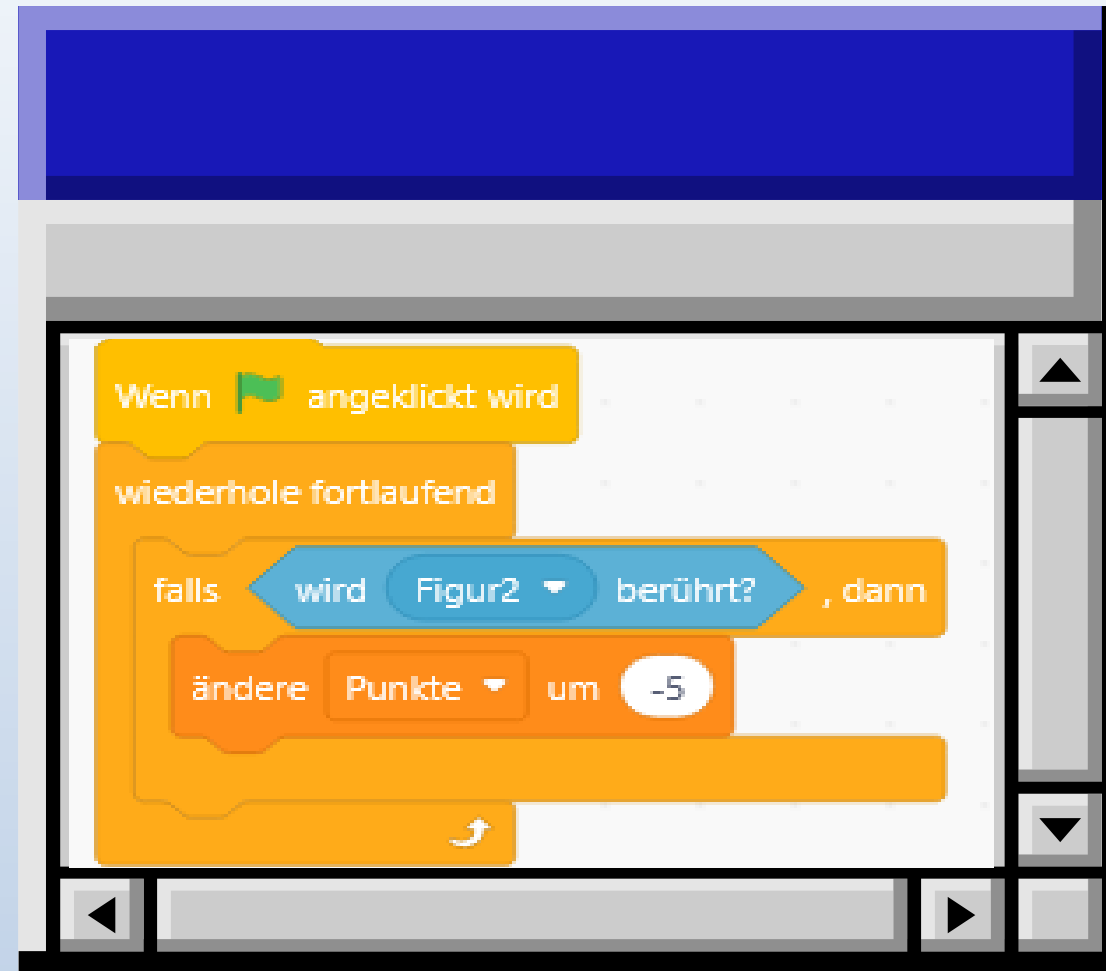 Wenn angeklickt wird
wiederhole fortlaufend
falls wird Figur2 berührt? , dann
ändere Punkte um -5